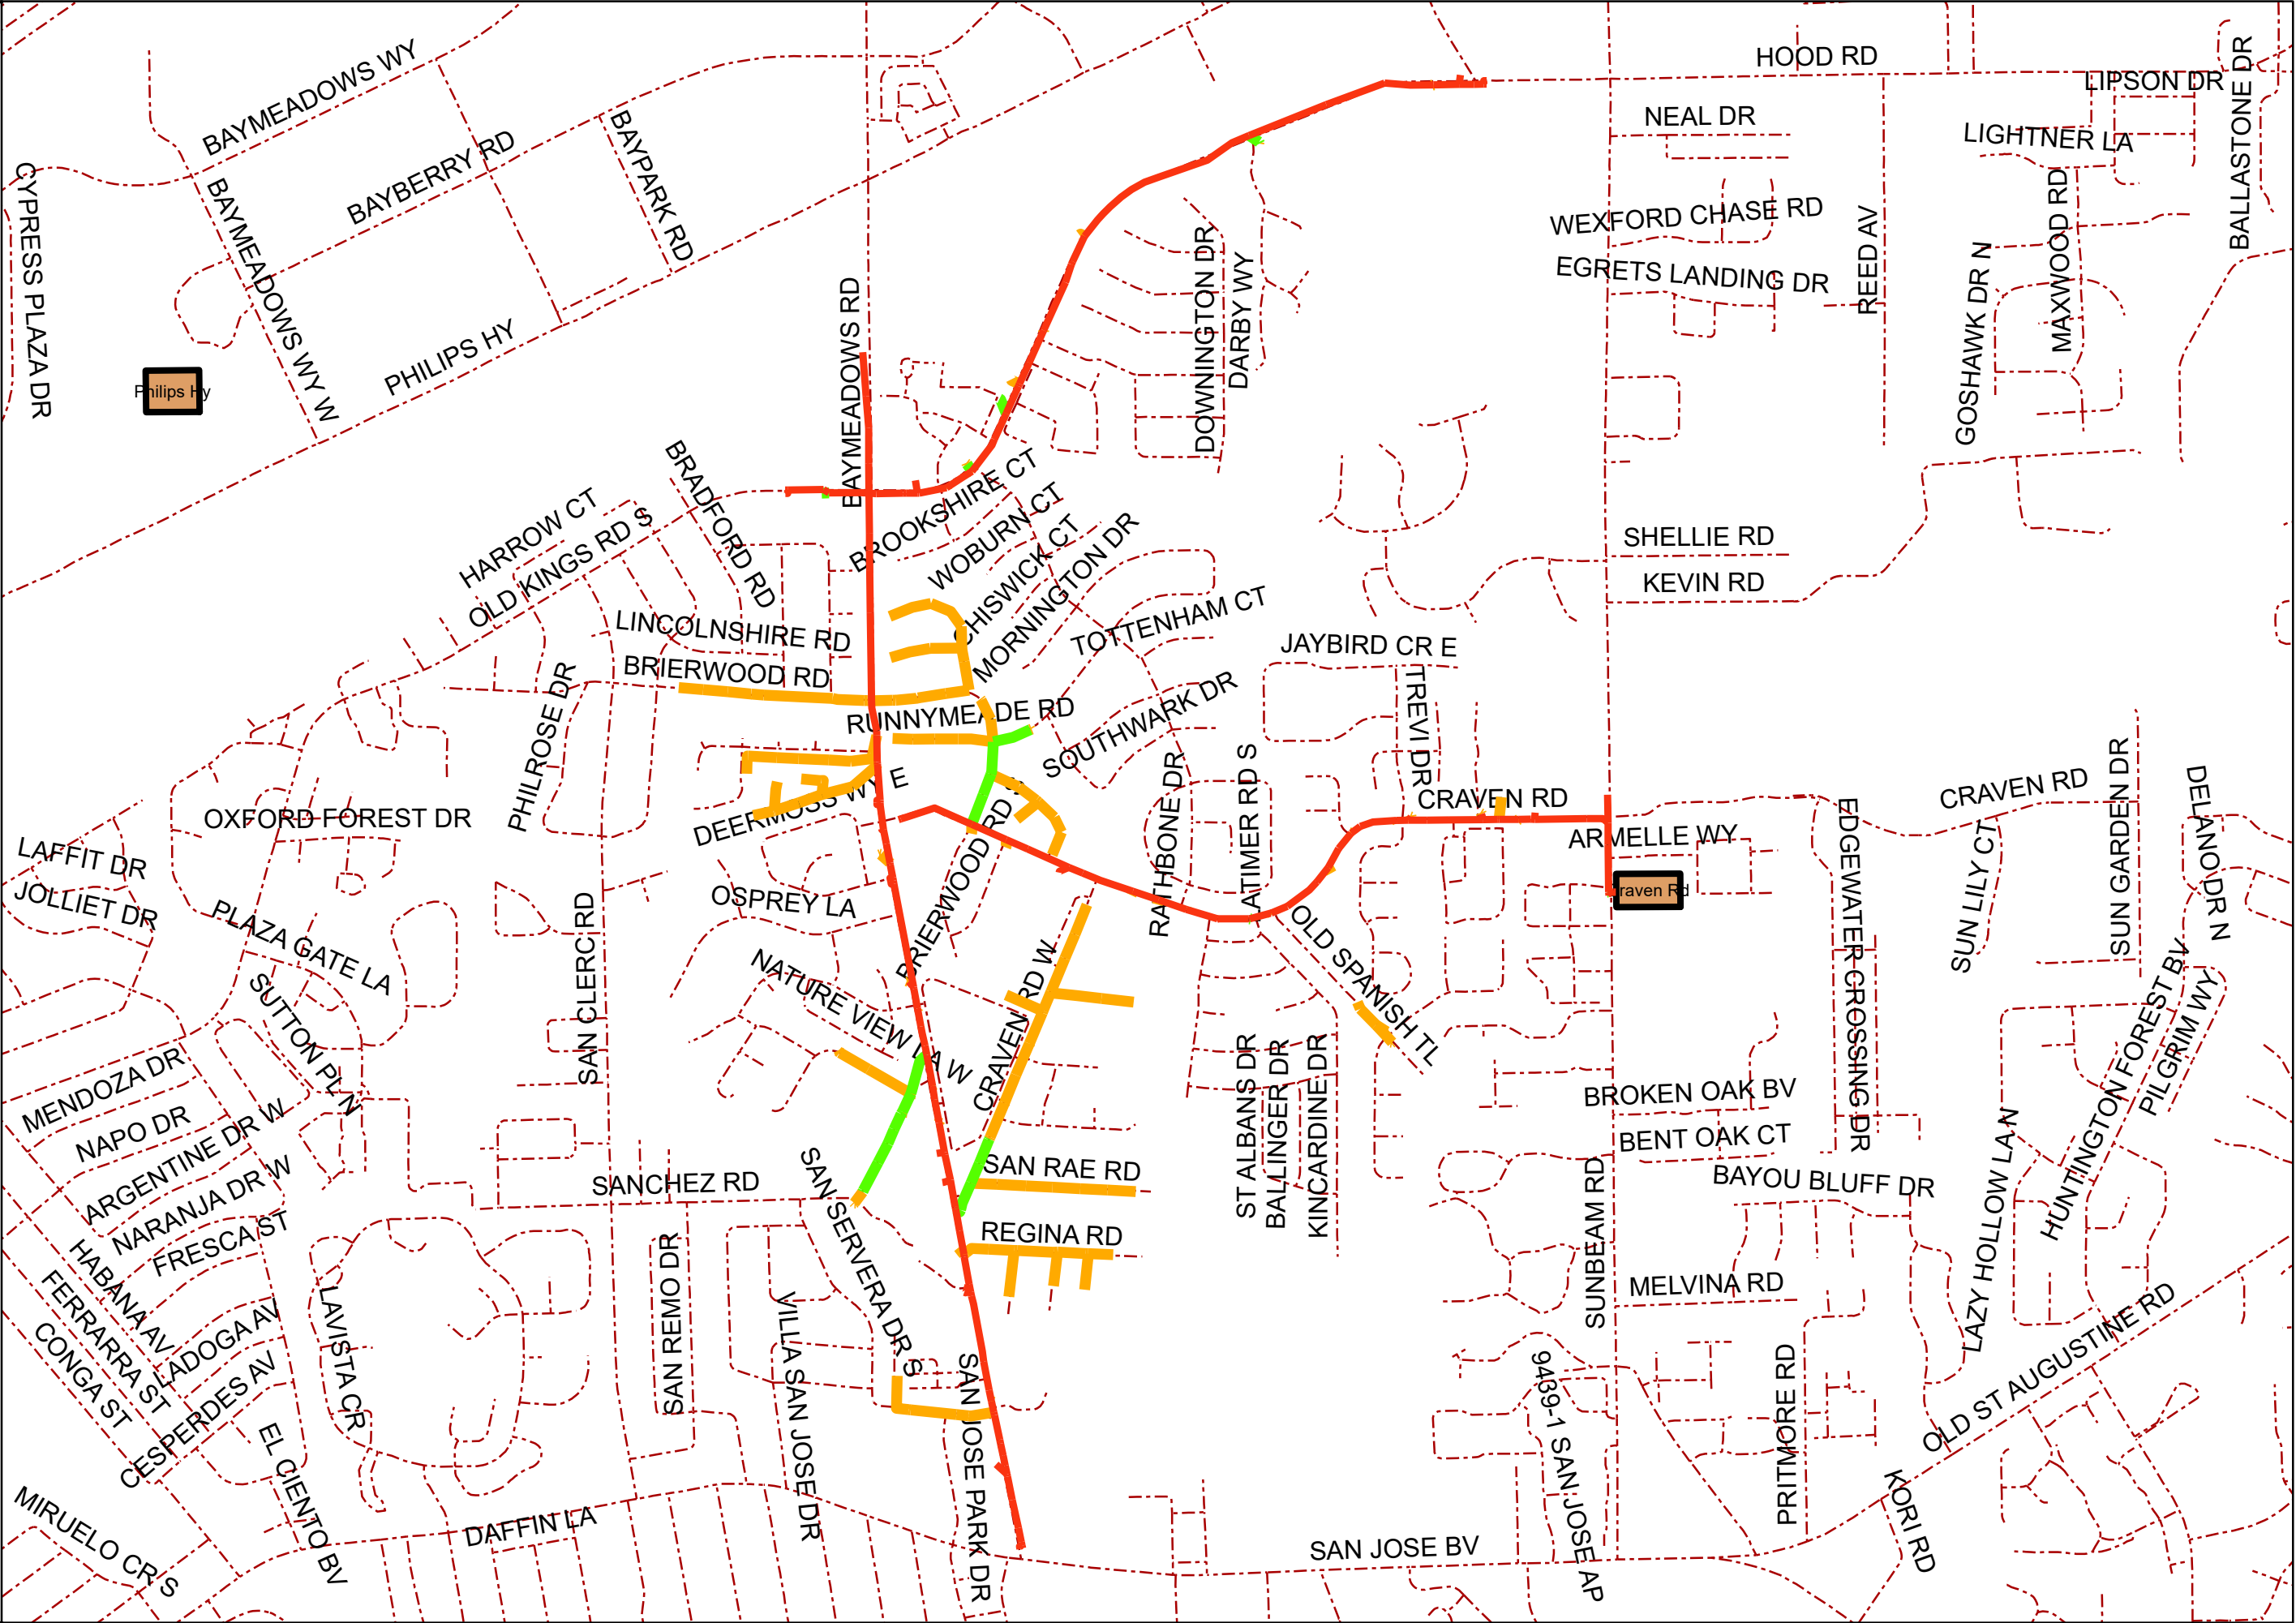 HOOD RD
BAYMEADOWS WY
LIPSON DR
BALLASTONE DR
NEAL DR
LIGHTNER LA
BAYBERRY RD
BAYPARK RD
CYPRESS PLAZA DR
BAYMEADOWS WY W
WEXFORD CHASE RD
REED AV
MAXWOOD RD
EGRETS LANDING DR
GOSHAWK DR N
DOWNINGTON DR
DARBY WY
BAYMEADOWS RD
PHILIPS HY
Philips Hy
BRADFORD RD
BROOKSHIRE CT
HARROW CT
OLD KINGS RD S
WOBURN CT
CHISWICK CT
MORNINGTON DR
SHELLIE RD
KEVIN RD
TOTTENHAM CT
LINCOLNSHIRE RD
JAYBIRD CR E
BRIERWOOD RD
TREVI DR
PHILROSE DR
RUNNYMEADE RD
SOUTHWARK DR
RATHBONE DR
LATIMER RD S
DEERMOSS WY E
CRAVEN RD
CRAVEN RD
SUN GARDEN DR
DELANO DR N
OXFORD FOREST DR
ARMELLE WY
EDGEWATER CROSSING DR
SUN LILY CT
LAFFIT DR
JOLLIET DR
Craven Rd
OSPREY LA
BRIERWOOD RD S
PLAZA GATE LA
SAN CLERC RD
OLD SPANISH TL
NATURE VIEW LA W
CRAVEN RD W
SUTTON PL N
HUNTINGTON FOREST BV
PILGRIM WY
MENDOZA DR
ST ALBANS DR
BALLINGER DR
KINCARDINE DR
BROKEN OAK BV
NAPO DR
ARGENTINE DR W
BENT OAK CT
LAZY HOLLOW LA N
SAN RAE RD
SANCHEZ RD
BAYOU BLUFF DR
NARANJA DR W
SUNBEAM RD
FRESCA ST
REGINA RD
SAN SERVERA DR S
SAN REMO DR
HABANA AV
FERRARRA ST
MELVINA RD
LADOGA AV
LAVISTA CR
VILLA SAN JOSE DR
CONGA ST
CESPERDES AV
OLD ST AUGUSTINE RD
PRITMORE RD
9439-1 SAN JOSE AP
SAN JOSE PARK DR
EL CIENTO BV
KORI RD
MIRUELO CR S
DAFFIN LA
SAN JOSE BV